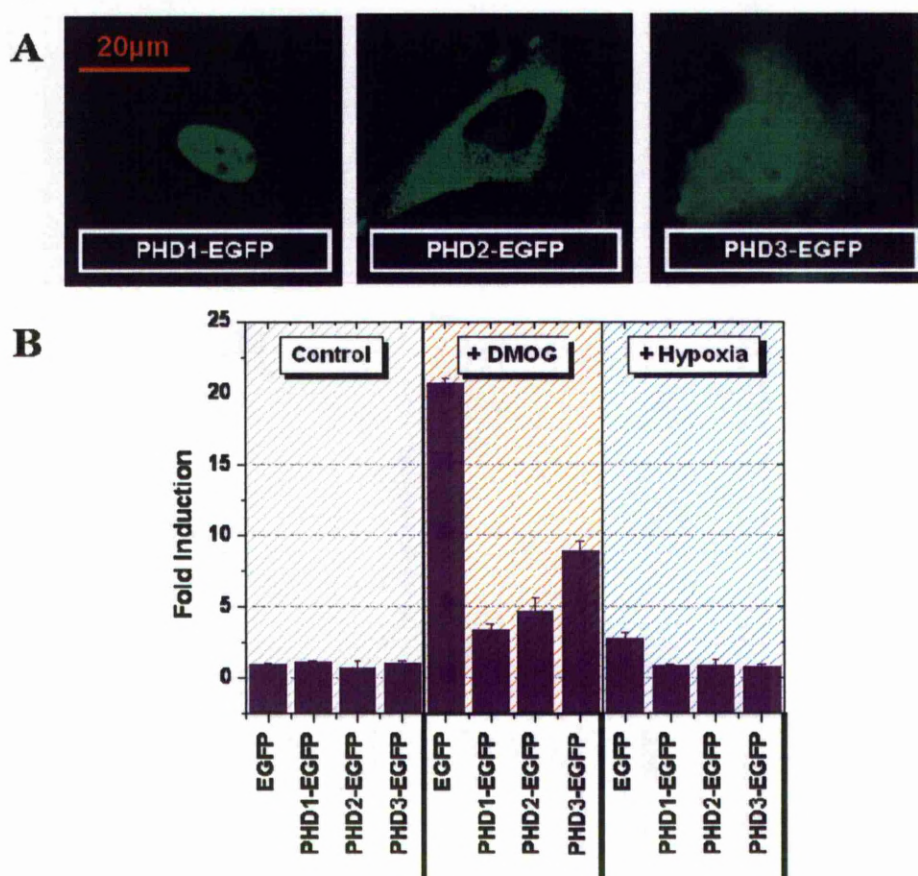 A
20µm
PHD1-EGFP
PHD2-EGFP
PHD3-EGFP
B
Fold Induction
25
20
15
10
5
0
Control
+ DMOG
+ Hypoxia
EGFP
PHD1-EGFP
PHD2-EGFP
PHD3-EGFP
EGFP
PHD1-EGFP
PHD2-EGFP
PHD3-EGFP
EGFP
PHD1-EGFP
PHD2-EGFP
PHD3-EGFP